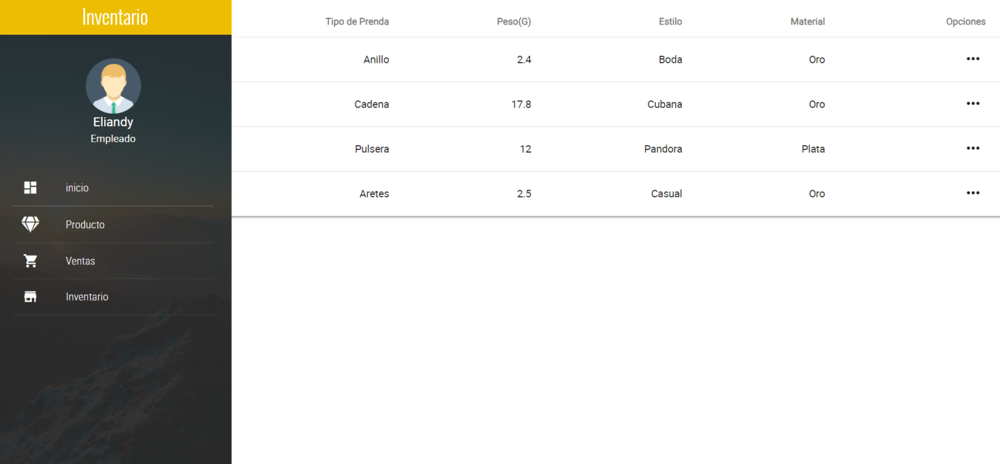 Inventario
Eliandy
Empleado
inicio
Producto
Ventas
Inventario
Tipo de Prenda Peso(G) Estilo Material Opciones
Anillo 2.4 Boda Oro •••
Cadena 17.8 Cubana Oro •••
Pulsera 12 Pandora Plata •••
Aretes 2.5 Casual Oro •••